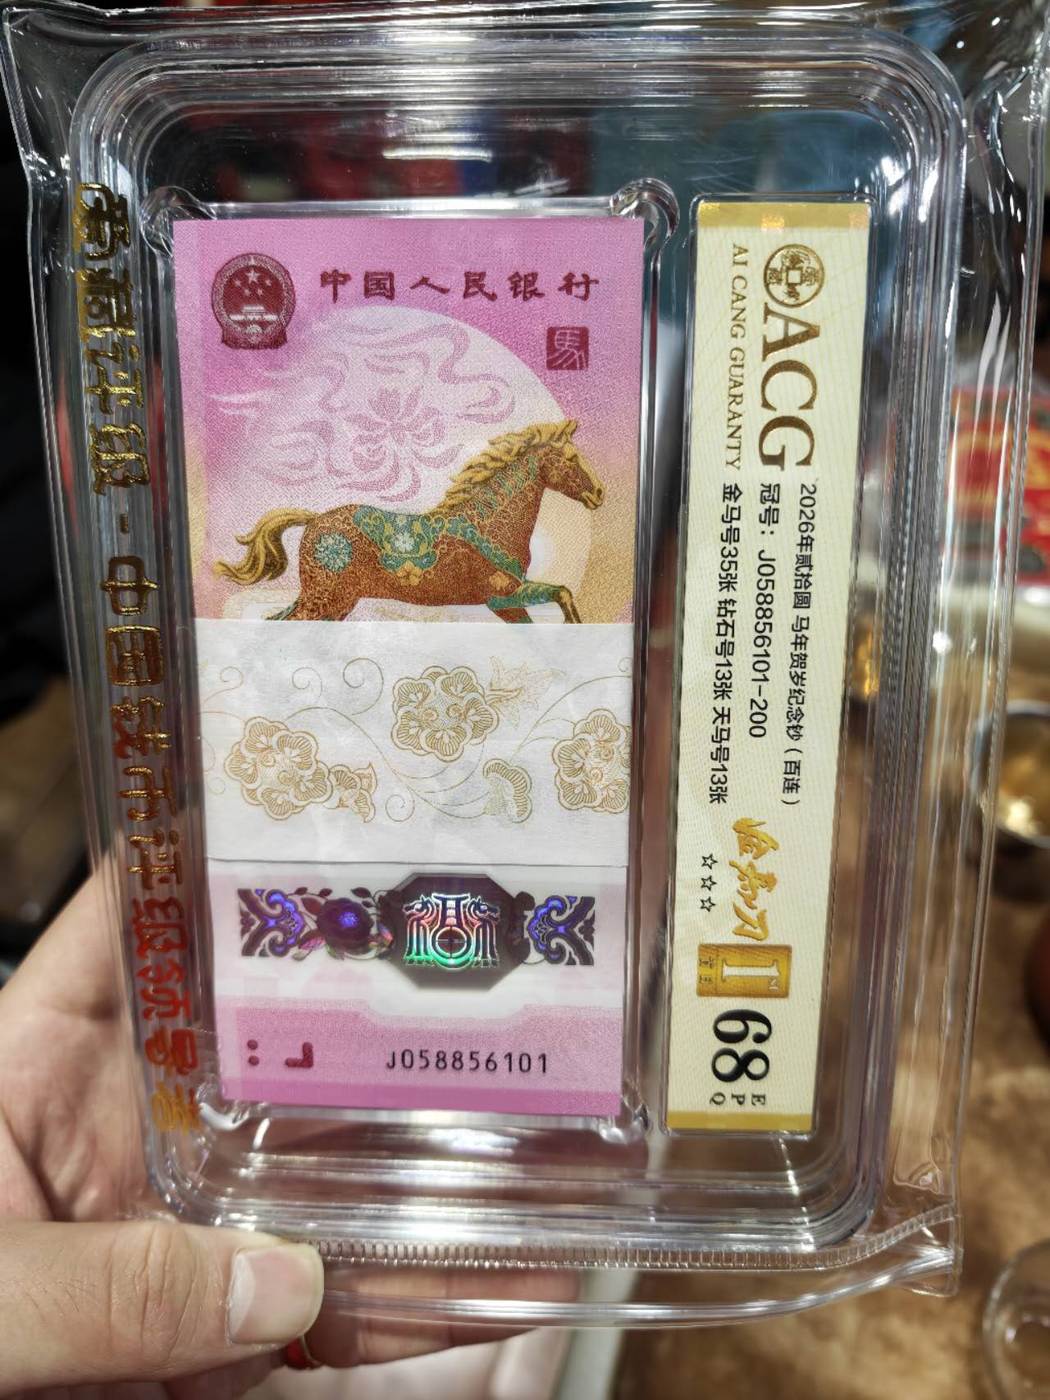 爱藏评级-中国钱币评级领导者
中国人民银行
馬
J058856101
ACG
AI CANG GUARANTY
2026年贰拾圆 马年贺岁纪念钞（百连）
冠号：J058856101-200
金马号35张 钻石号13张 天马号13张
☆☆☆
68
E
PQ